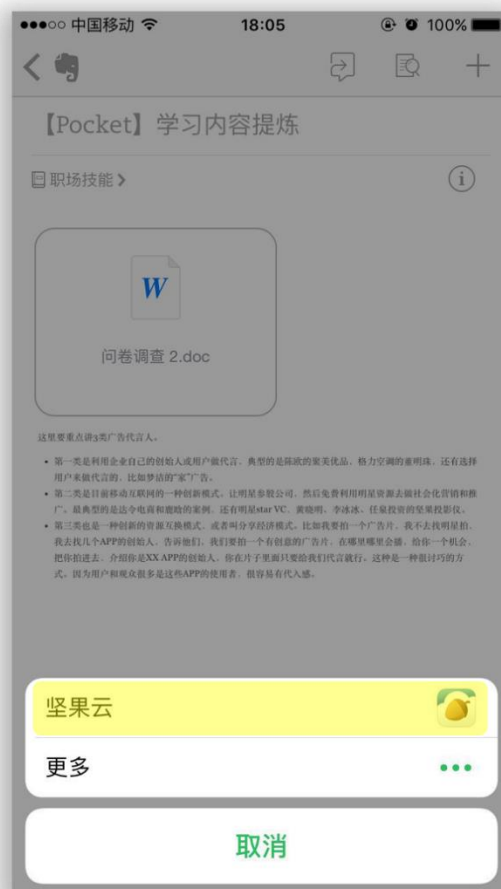 中国移动 18:05 100%
【Pocket】学习内容提炼
职场技能
W
问卷调查 2.doc
这里要重点讲3类广告代言人。
• 第一类是利用企业自己的创始人或用户做代言，典型的是陈欧的聚美优品、格力空调的董明珠，还有选择
用户来做代言的，比如梦洁的“家”广告。
• 第二类是目前移动互联网的一种创新模式，让明星参股公司，然后免费利用明星资源去做社会化营销和推
广。最典型的是这个电商和鹿晗的案例，还有明星star VC、黄晓明、李冰冰、任泉投资的坚果投影仪。
• 第三类也是一种创新的资源互换模式，或者叫分享经济模式。比如我要拍一个广告片，我不去找明星拍，
我去找几个APP的创始人，告诉他们，我们要拍一个有创意的广告片，在哪里哪里会播，给你一个机会，
把你拍进去，介绍你是XX APP的创始人，你在片子里面只要给我们代言就行。这种是一种很讨巧的方
式，因为用户和观众很多是这些APP的使用者，很容易有代入感。
坚果云
更多
取消